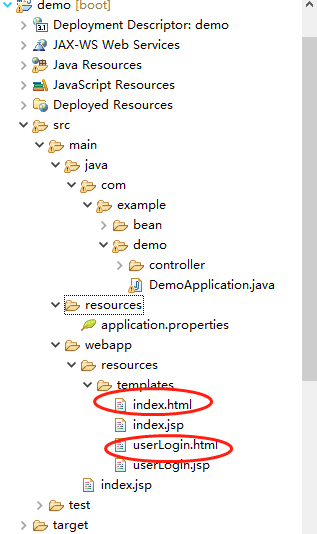 demo [boot]
Deployment Descriptor: demo
JAX-WS Web Services
Java Resources
JavaScript Resources
Deployed Resources
src
main
java
com
example
bean
demo
controller
DemoApplication.java
resources
application.properties
webapp
resources
templates
index.html
index.jsp
userLogin.html
userLogin.jsp
index.jsp
test
target